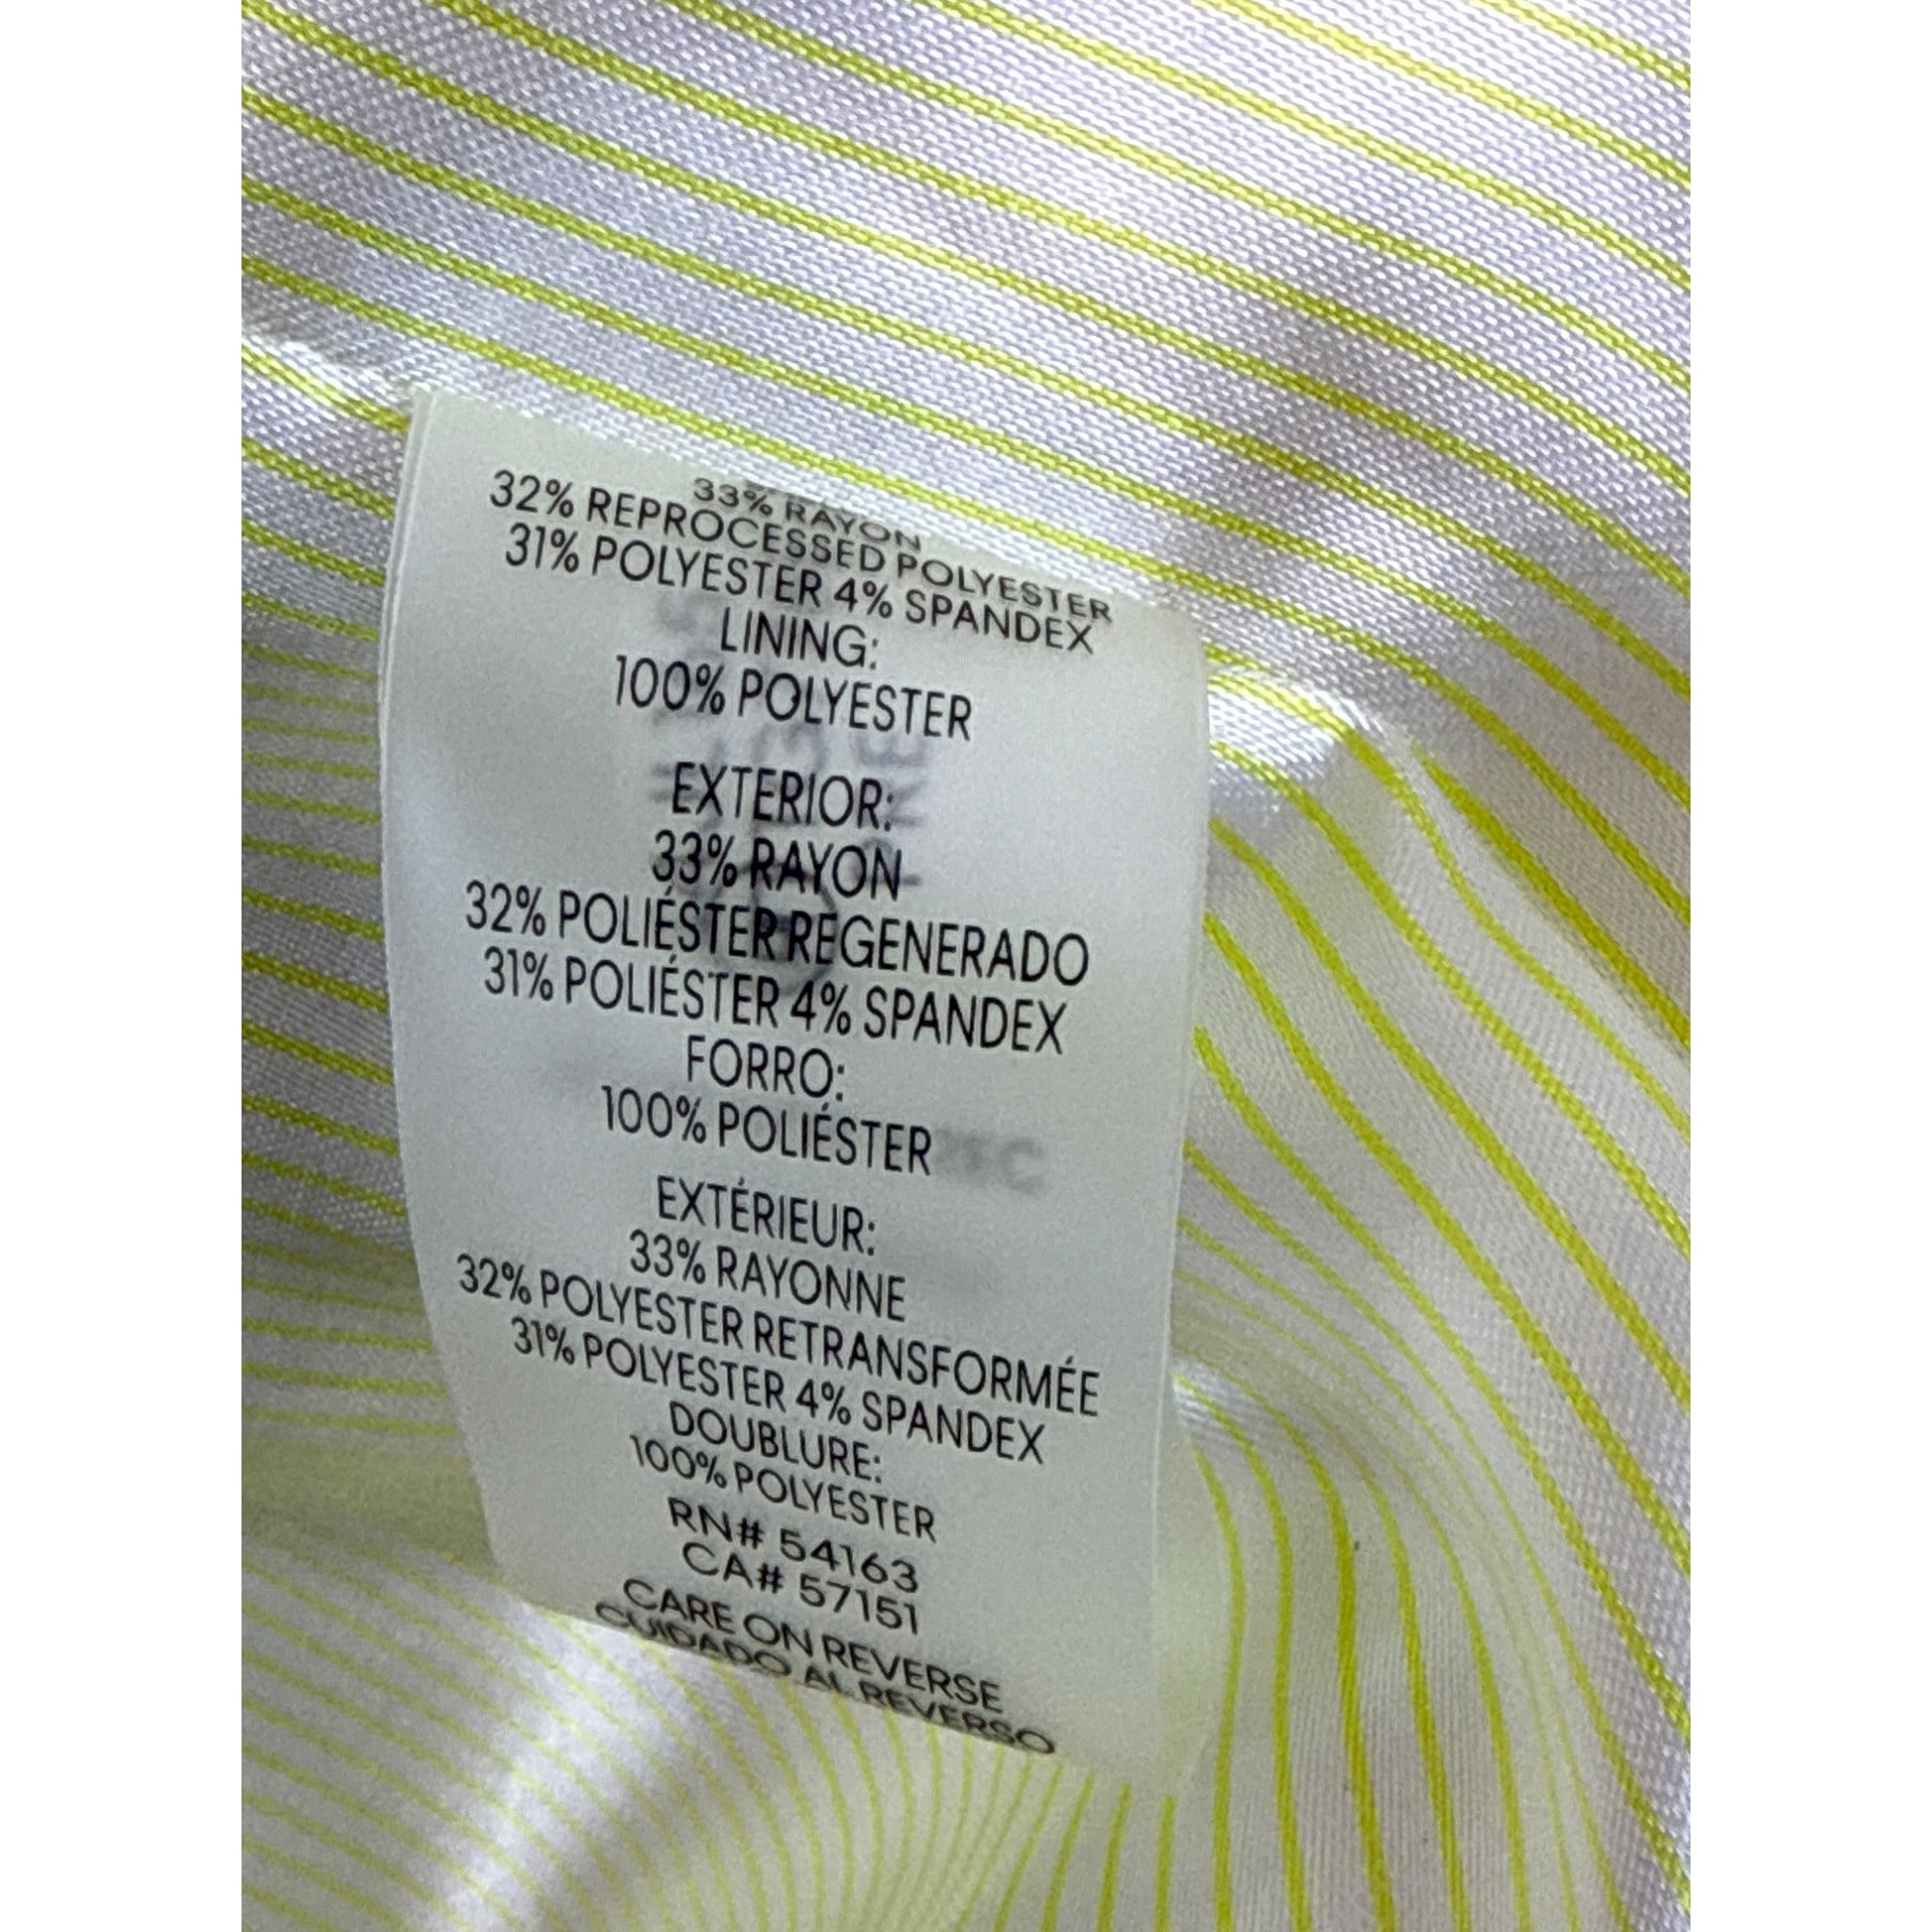 33% RAYON
32% REPROCESSED POLYESTER
31% POLYESTER 4% SPANDEX
LINING:
100% POLYESTER
EXTERIOR:
33% RAYON
32% POLIÉSTER REGENERADO
31% POLIÉSTER 4% SPANDEX
FORRO:
100% POLIÉSTER
EXTÉRIEUR:
33% RAYONNE
32% POLYESTER RETRANSFORMÉE
31% POLYESTER 4% SPANDEX
DOUBLURE:
100% POLYESTER
RN# 54163
CA# 57151
CARE ON REVERSE
CUIDADO AL REVERSO